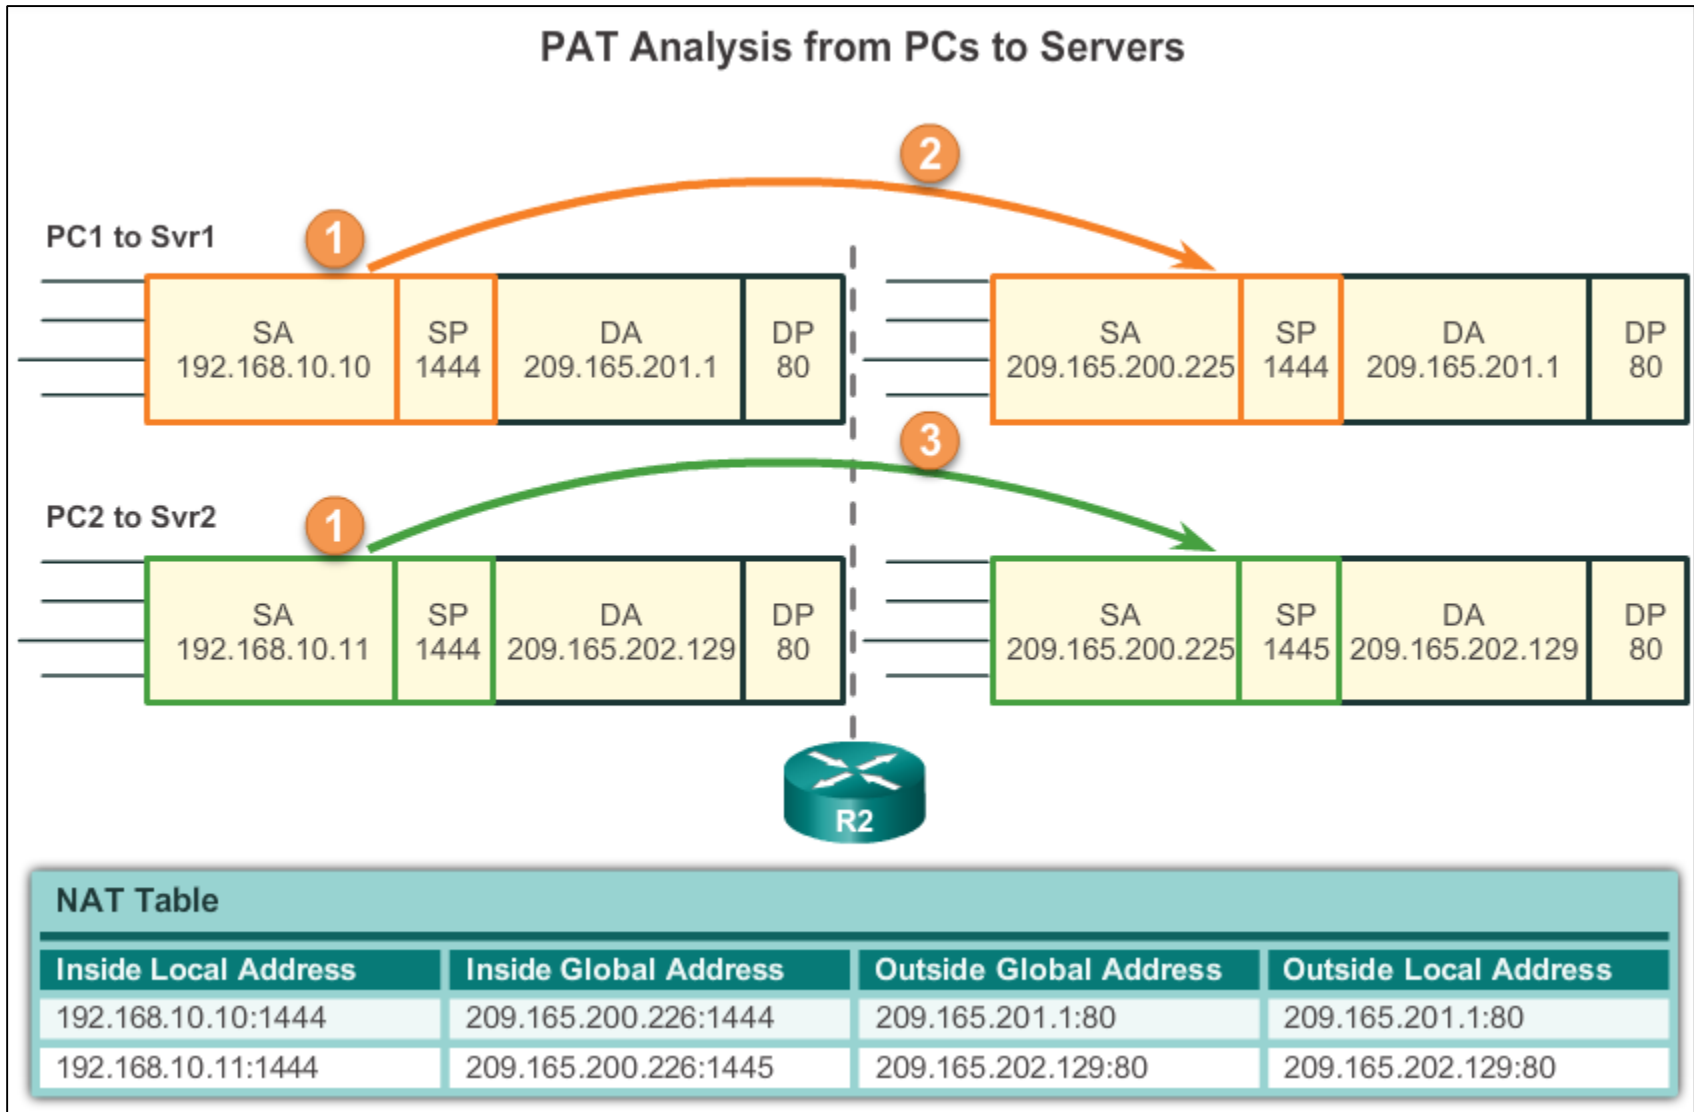 PAT Analysis from PCs to Servers
2
PC1 to Svr1
1
SA SP DA DP
192.168.10.10 1444 209.165.201.1 80
SA SP DA DP
209.165.200.225 1444 209.165.201.1 80
3
PC2 to Svr2
1
SA SP DA DP
192.168.10.11 1444 209.165.202.129 80
SA SP DA DP
209.165.200.225 1445 209.165.202.129 80
R2
NAT Table
Inside Local Address Inside Global Address Outside Global Address Outside Local Address
192.168.10.10:1444 209.165.200.226:1444 209.165.201.1:80 209.165.201.1:80
192.168.10.11:1444 209.165.200.226:1445 209.165.202.129:80 209.165.202.129:80